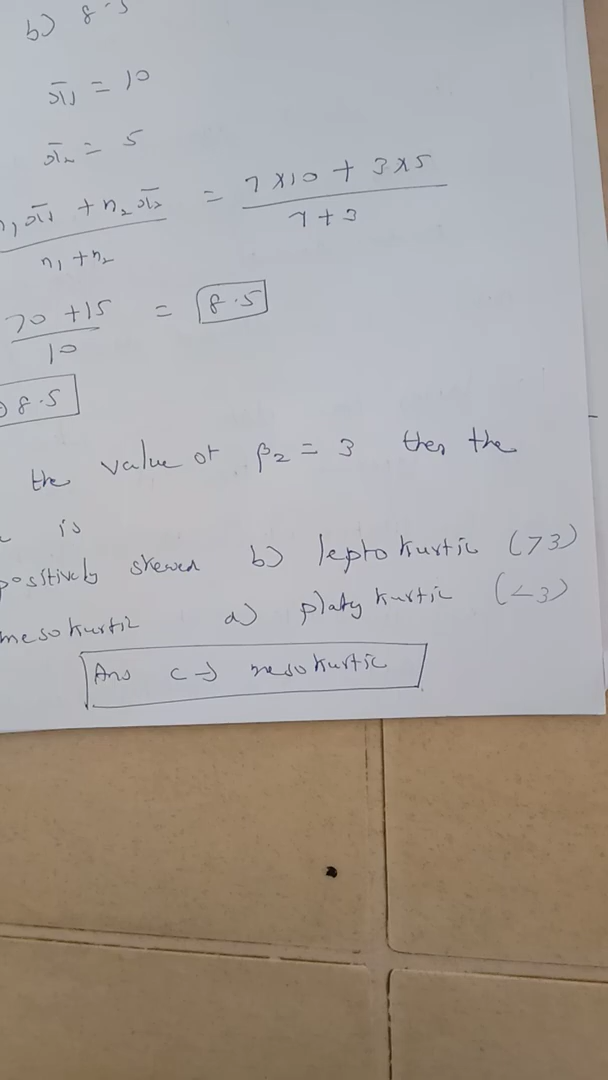 b) 8.5
x̄₁ = 10
x̄₂ = 5
n₁x̄₁ + n₂x̄₂ / n₁ + n₂ = 7×10 + 3×5 / 7+3
70 + 15 / 10 = 8.5
8.5
the value of β₂ = 3 then the
is
positively skewed b) leptokurtic (>3)
mesokurtic d) platykurtic (<3)
Ans c → mesokurtic